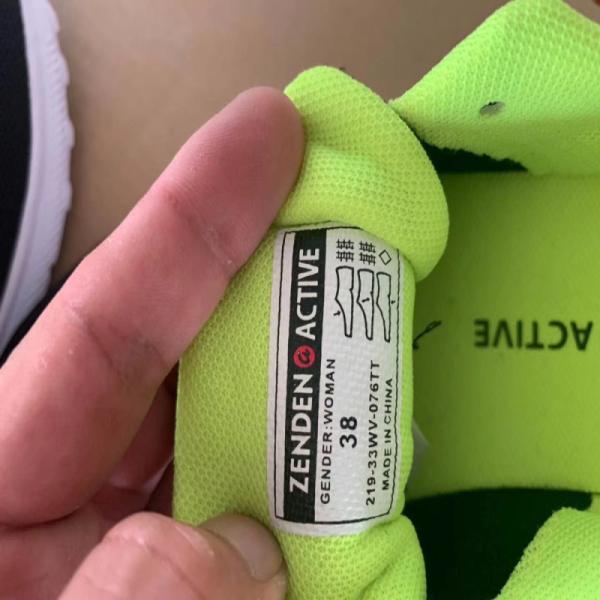 ZENDEN ACTIVE
GENDER:WOMAN
38
219-33WV-076TT
MADE IN CHINA
ACTIVE